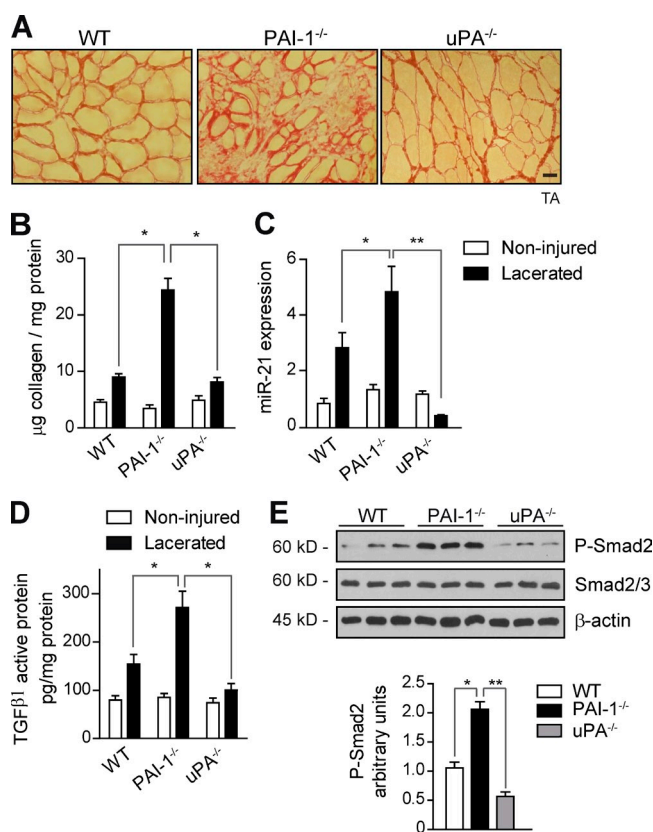 A
WT PAI-1-/- uPA-/-
TA
B
µg collagen / mg protein
30
20
10
0
WT PAI-1-/- uPA-/-
* *
C
miR-21 expression
6
4
2
0
WT PAI-1-/- uPA-/-
* **
Non-injured
Lacerated
D
Non-injured
Lacerated
TGFβ1 active protein
pg/mg protein
300
200
100
0
WT PAI-1-/- uPA-/-
* *
E
WT PAI-1-/- uPA-/-
60 kD - P-Smad2
60 kD - Smad2/3
45 kD - β-actin
P-Smad2
arbitrary units
2.5
2.0
1.5
1.0
0.5
0
* **
WT
PAI-1-/-
uPA-/-